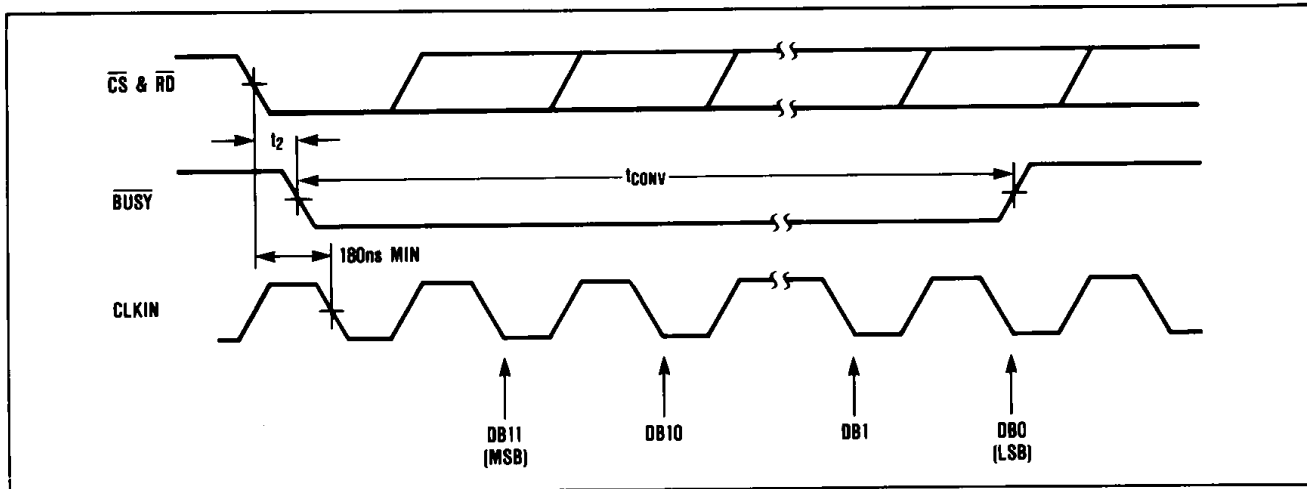 CS & RD
t2
BUSY
tCONV
180ns MIN
CLKIN
DB11
(MSB)
DB10
DB1
DB0
(LSB)